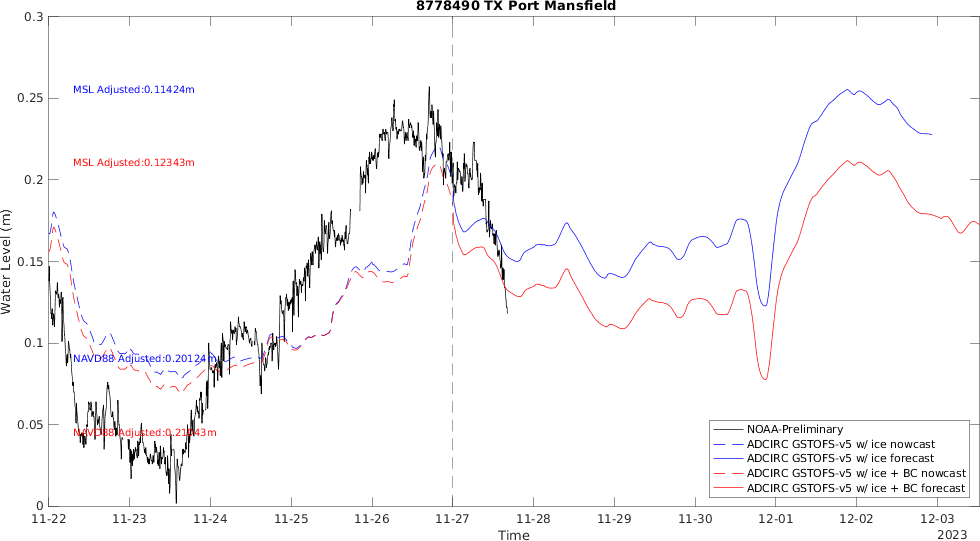 8778490 TX Port Mansfield
0.3
0.25
0.2
0.15
0.1
0.05
0
Water Level (m)
MSL Adjusted:0.11424m
MSL Adjusted:0.12343m
NAVD88 Adjusted:0.20124m
NAVD88 Adjusted:
NOAA-Preliminary
ADCIRC GSTOFS-v5 w/ ice nowcast
ADCIRC GSTOFS-v5 w/ ice forecast
ADCIRC GSTOFS-v5 w/ ice + BC nowcast
ADCIRC GSTOFS-v5 w/ ice + BC forecast
11-22 11-23 11-24 11-25 11-26 11-27 11-28 11-29 11-30 12-01 12-02 12-03
Time
2023